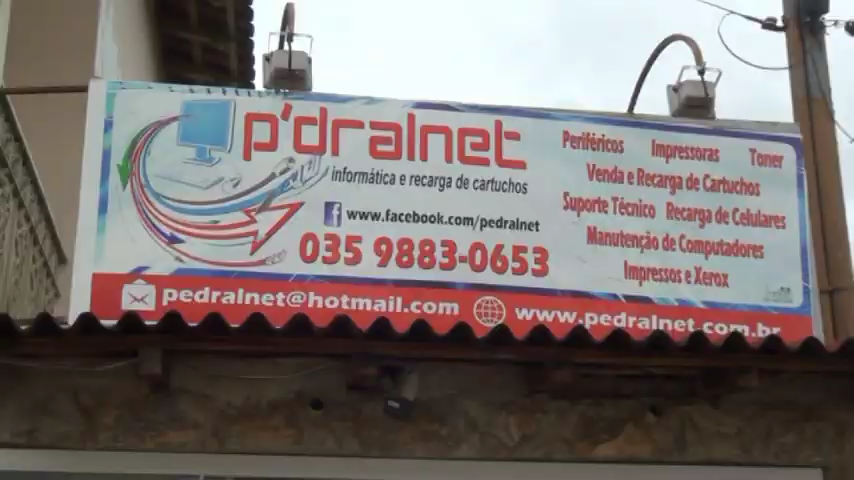 p'dralnet
informática e recarga de cartuchos
f www.facebook.com/pedralnet
035 9883-0653
Periféricos Impressoras Toner
Venda e Recarga de Cartuchos
Suporte Técnico Recarga de Celulares
Manutenção de Computadores
Impressos e Xerox
pedralnet@hotmail.com www.pedralnet.com.br